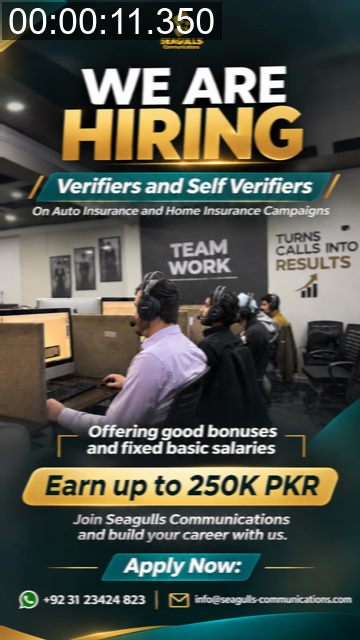 00:00:11.350
SEAGULLS
Communications
WE ARE
HIRING
Verifiers and Self Verifiers
On Auto Insurance and Home Insurance Campaigns
TEAM
WORK
TURNS
CALLS INTO
RESULTS
Offering good bonuses
and fixed basic salaries
Earn up to 250K PKR
Join Seagulls Communications
and build your career with us.
Apply Now:
+92 31 23424 823
info@seagulls-communications.com